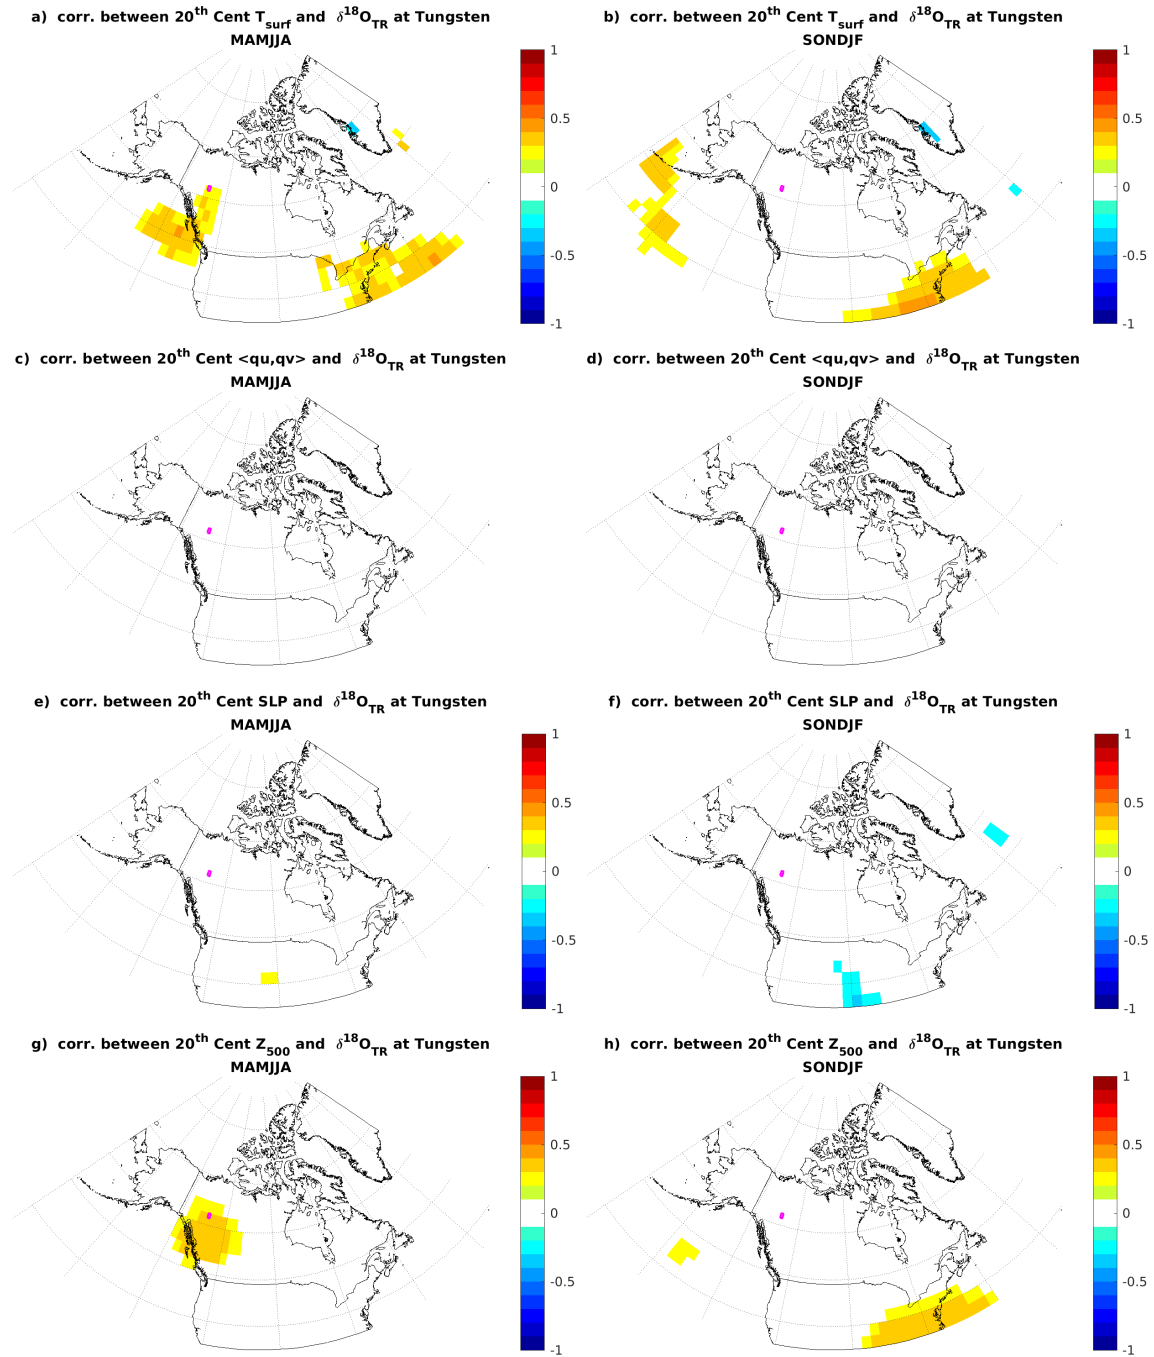 a) corr. between 20th Cent Tsurf and δ18OTR at Tungsten
MAMJJA
1
0.5
0
-0.5
-1
b) corr. between 20th Cent Tsurf and δ18OTR at Tungsten
SONDJF
1
0.5
0
-0.5
-1
c) corr. between 20th Cent <qu,qv> and δ18OTR at Tungsten
MAMJJA
d) corr. between 20th Cent <qu,qv> and δ18OTR at Tungsten
SONDJF
e) corr. between 20th Cent SLP and δ18OTR at Tungsten
MAMJJA
1
0.5
0
-0.5
-1
f) corr. between 20th Cent SLP and δ18OTR at Tungsten
SONDJF
1
0.5
0
-0.5
-1
g) corr. between 20th Cent Z500 and δ18OTR at Tungsten
MAMJJA
1
0.5
0
-0.5
-1
h) corr. between 20th Cent Z500 and δ18OTR at Tungsten
SONDJF
1
0.5
0
-0.5
-1